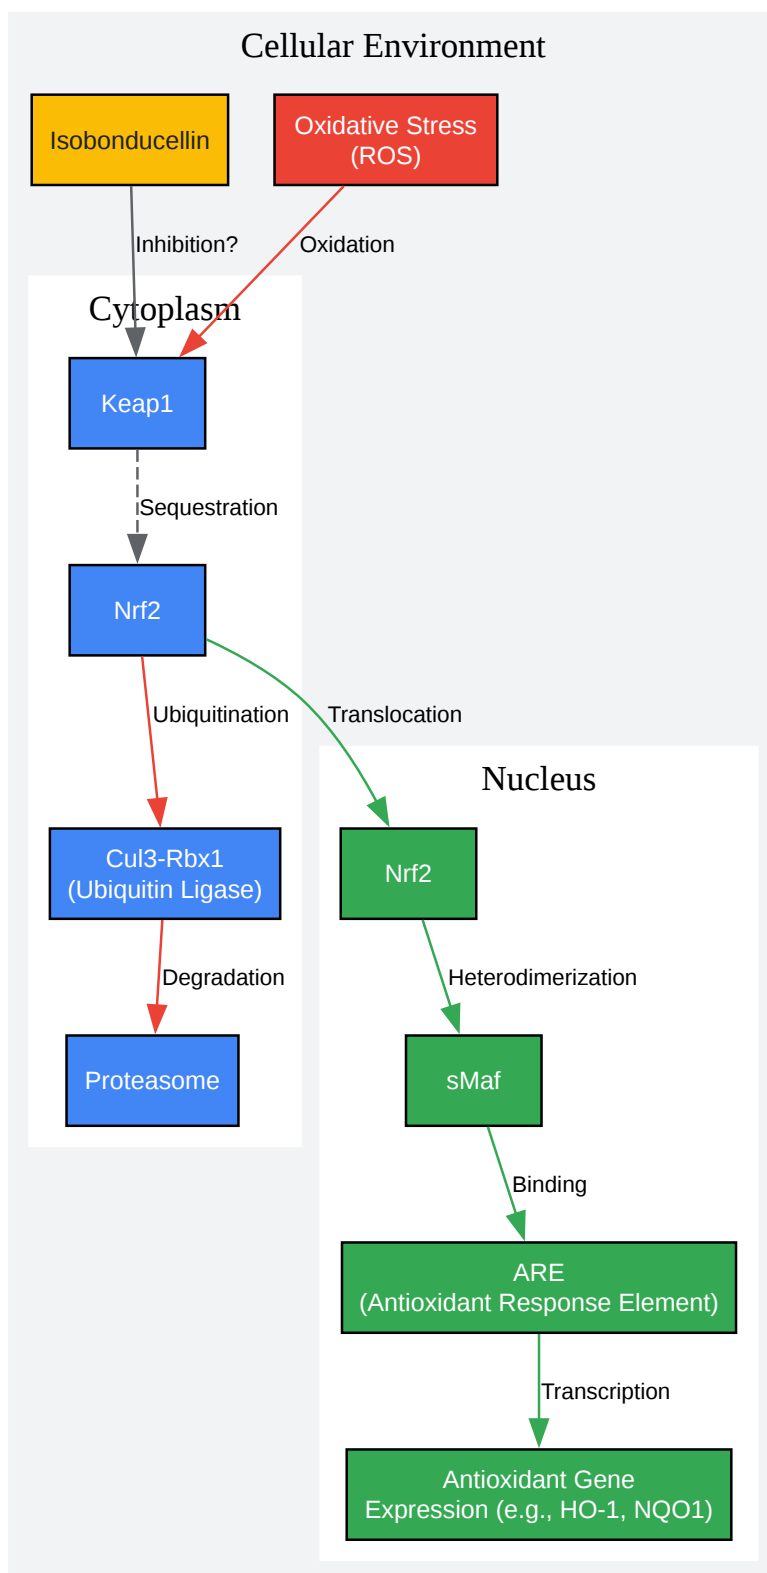 Cellular Environment
Isobonducellin
Oxidative Stress
(ROS)
Inhibition?
Oxidation
Cytoplasm
Keap1
Sequestration
Nrf2
Ubiquitination
Translocation
Nucleus
Cul3-Rbx1
(Ubiquitin Ligase)
Nrf2
Degradation
Heterodimerization
Proteasome
sMaf
Binding
ARE
(Antioxidant Response Element)
Transcription
Antioxidant Gene
Expression (e.g., HO-1, NQO1)